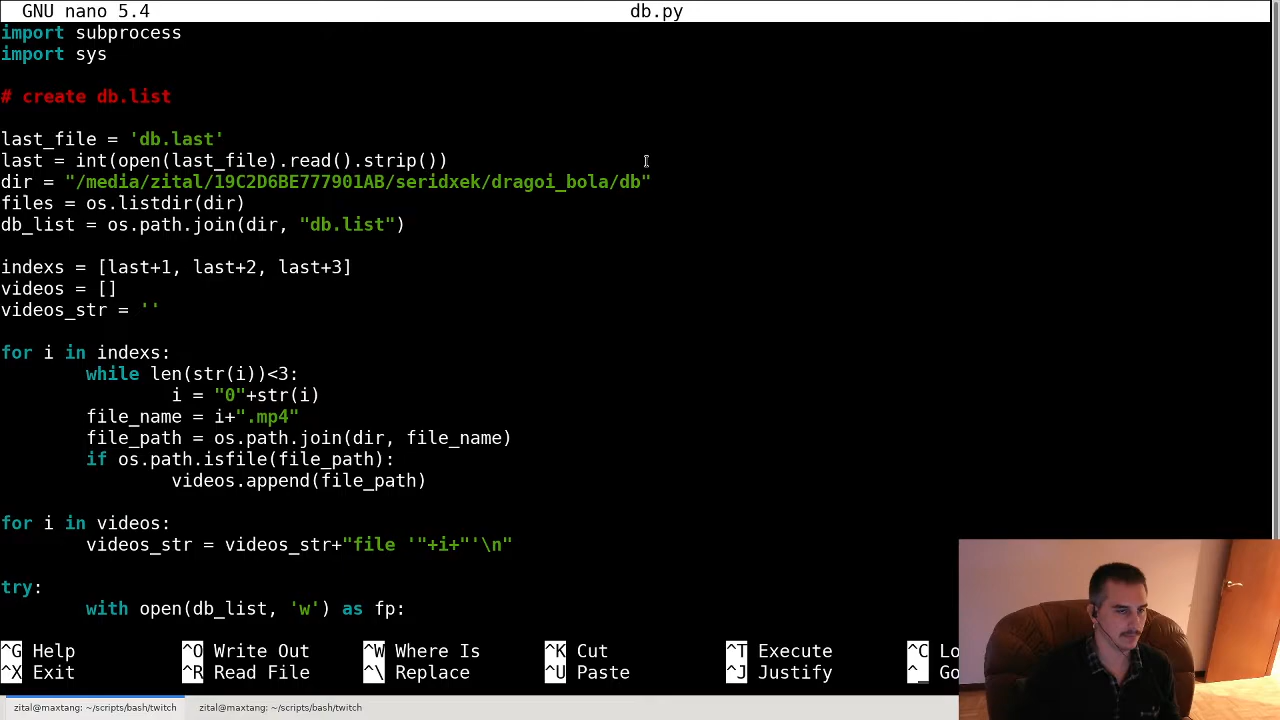 GNU nano 5.4 db.py
import subprocess
import sys
# create db.list
last_file = 'db.last'
last = int(open(last_file).read().strip())
dir = "/media/zital/19C2D6BE777901AB/seridxek/dragoi_bola/db"
files = os.listdir(dir)
db_list = os.path.join(dir, "db.list")
indexs = [last+1, last+2, last+3]
videos = []
videos_str = ''
for i in indexs:
while len(str(i))<3:
i = "0"+str(i)
file_name = i+".mp4"
file_path = os.path.join(dir, file_name)
if os.path.isfile(file_path):
videos.append(file_path)
for i in videos:
videos_str = videos_str+"file '"+i+"'\n"
try:
with open(db_list, 'w') as fp:
^G Help ^O Write Out ^W Where Is ^K Cut ^T Execute ^C Lo
^X Exit ^R Read File ^\ Replace ^U Paste ^J Justify ^_ Go
zital@maxtang: ~/scripts/bash/twitch zital@maxtang: ~/scripts/bash/twitch